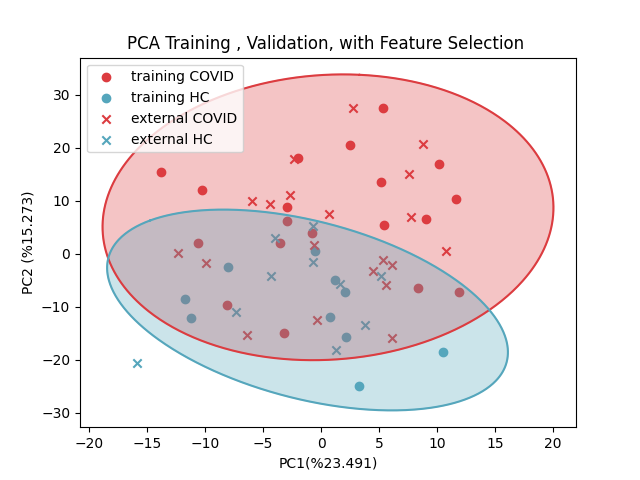 PCA Training , Validation, with Feature Selection
training COVID
training HC
external COVID
external HC
30
20
10
0
−10
−20
−30
PC2 (%15.273)
−20 −15 −10 −5 0 5 10 15 20
PC1(%23.491)